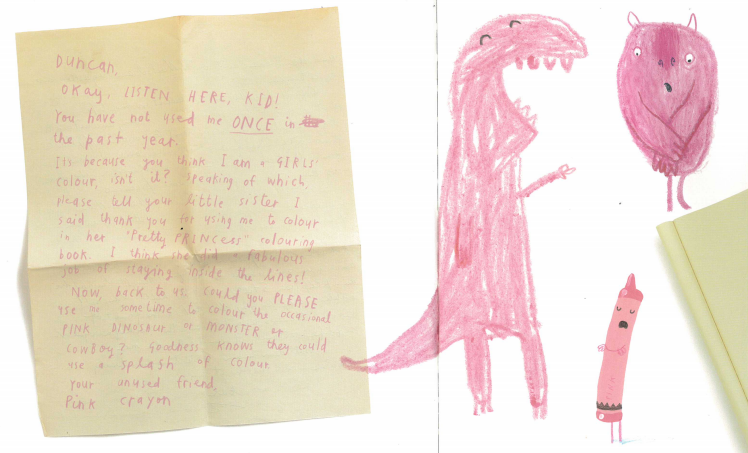 Duncan,
OKay, LISTEN HERE, KID!
You have not used me ONCE in
the past year.
Its because you think I am a GIRLS'
colour, isn't it? Speaking of which,
please tell your little sister I
said thank you for using me to colour
in her "Pretty PRINCess" colouring
book. I think she did a fabulous
job of staying inside the lines!
Now, back to us. Could you PLEASE
use me sometime to colour the occasional
PINK DINOSAUR or MONSTER or
COWBOY? Goodness knows they could
use a splash of colour.
Your unused friend,
Pink crayon